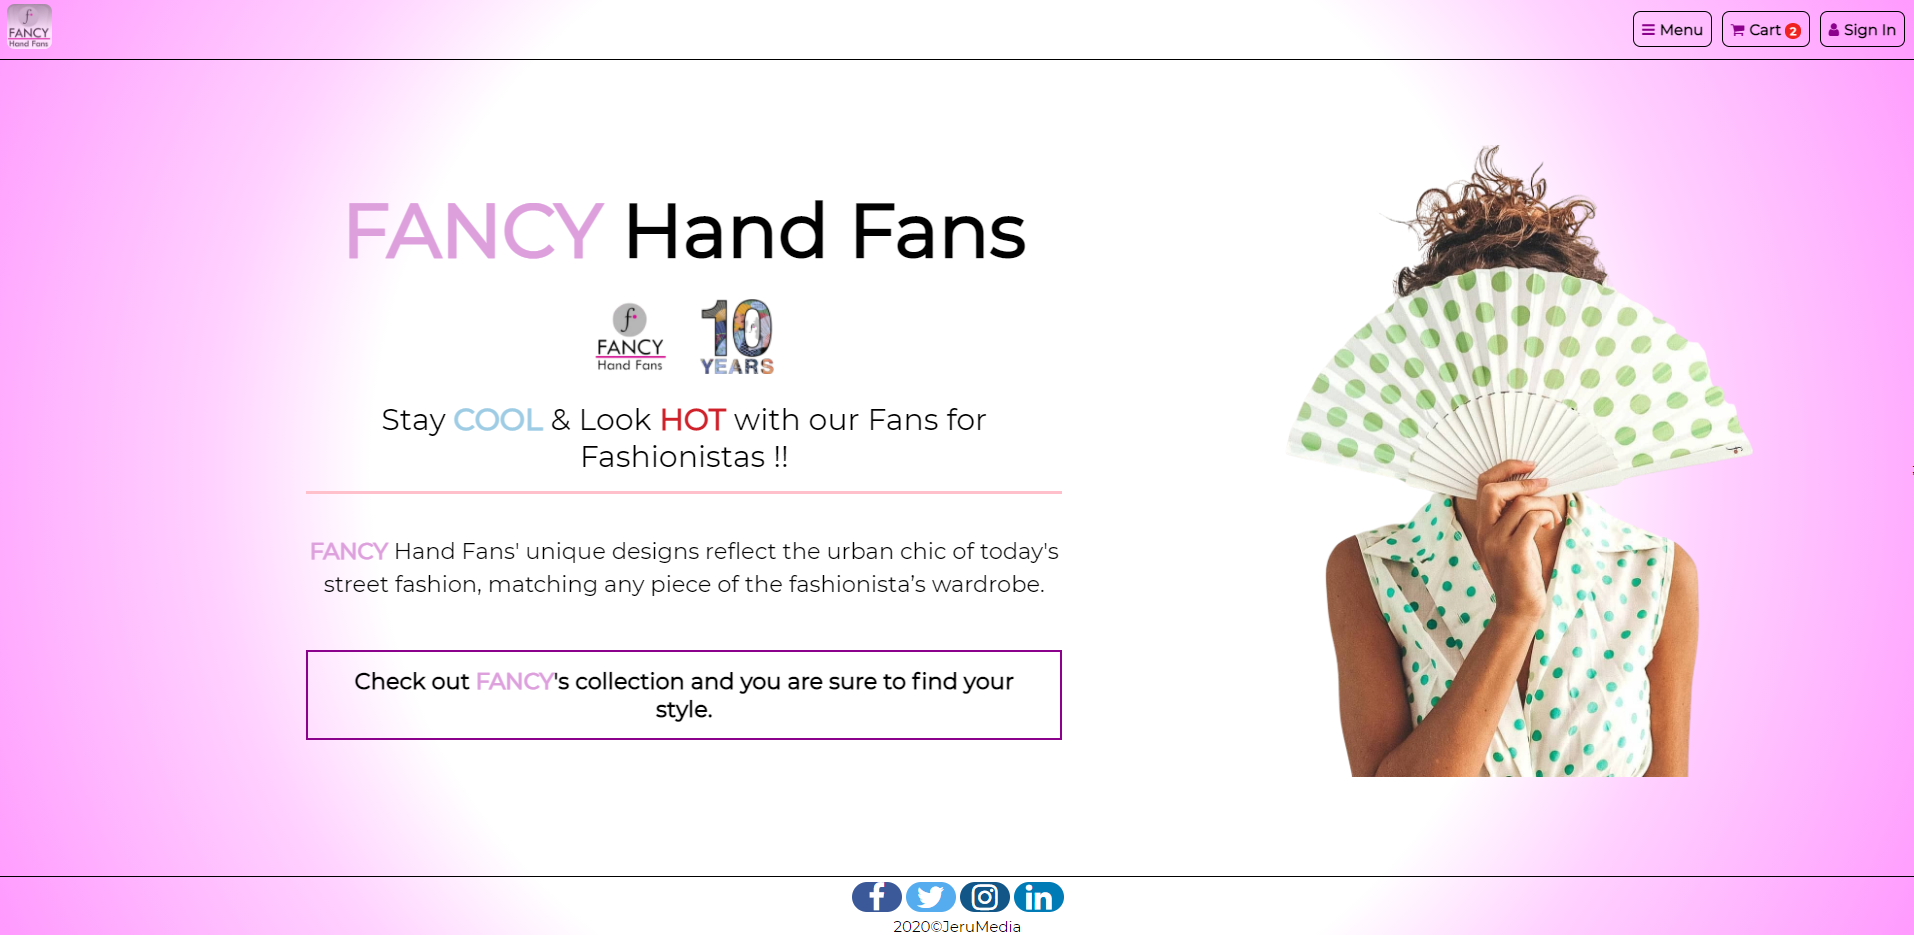 f
FANCY
Hand Fans
Menu
Cart 2
Sign In
FANCY Hand Fans
f
FANCY
Hand Fans
10
YEARS
Stay COOL & Look HOT with our Fans for
Fashionistas !!
FANCY Hand Fans' unique designs reflect the urban chic of today's
street fashion, matching any piece of the fashionista’s wardrobe.
Check out FANCY's collection and you are sure to find your
style.
f
in
2020©JeruMedia